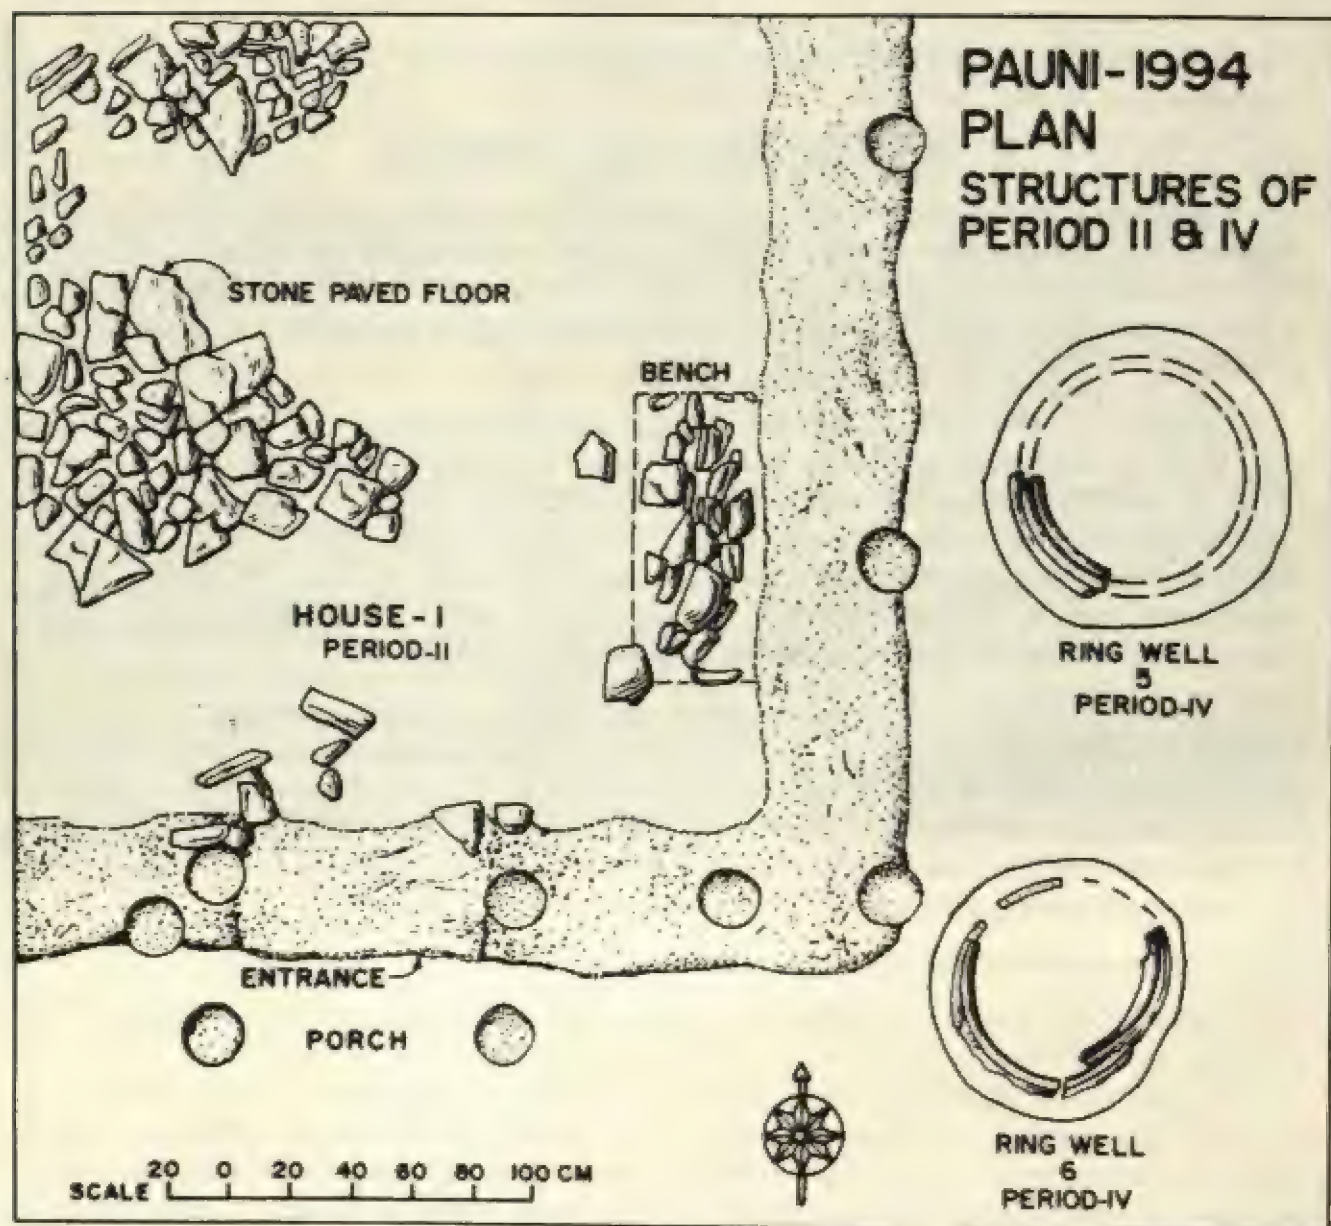 PAUNI-1994
PLAN
STRUCTURES OF
PERIOD II & IV
STONE PAVED FLOOR
BENCH
HOUSE-I
PERIOD-II
RING WELL
5
PERIOD-IV
ENTRANCE
PORCH
RING WELL
6
PERIOD-IV
20 0 20 40 60 80 100 CM
SCALE